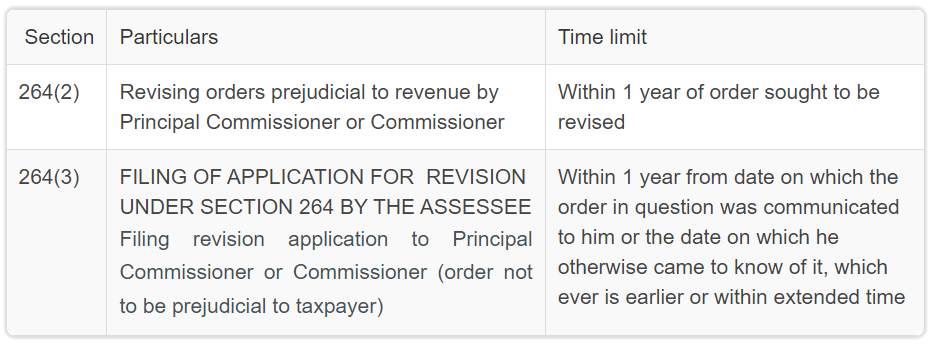 Section Particulars Time limit
264(2) Revising orders prejudicial to revenue by Within 1 year of order sought to be
Principal Commissioner or Commissioner revised
264(3) FILING OF APPLICATION FOR REVISION Within 1 year from date on which the
UNDER SECTION 264 BY THE ASSESSEE order in question was communicated
Filing revision application to Principal to him or the date on which he
Commissioner or Commissioner (order not otherwise came to know of it, which
to be prejudicial to taxpayer) ever is earlier or within extended time